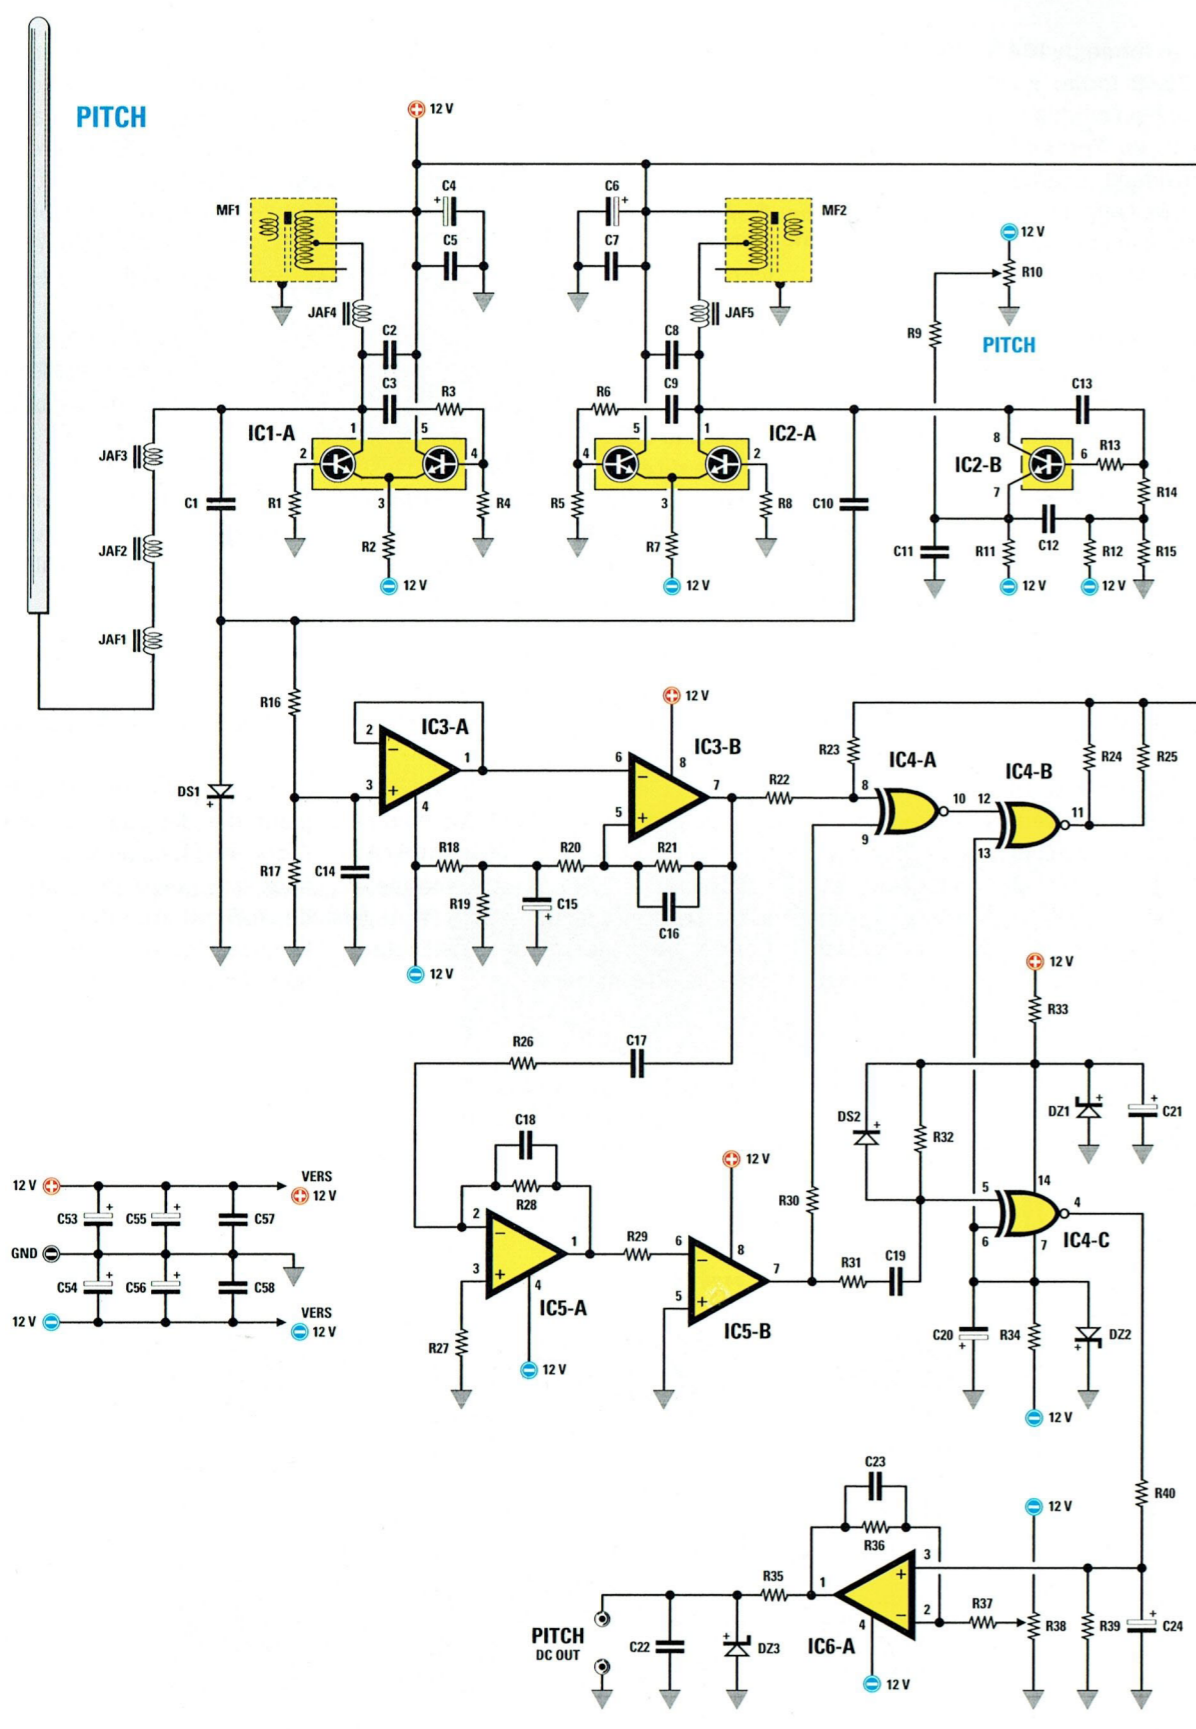 PITCH
12 V
MF1
C4
+
C5
JAF4
C2
C3
R3
C6
+
C7
MF2
JAF5
C8
C9
R6
12 V
R10
R9
PITCH
C13
JAF3
JAF2
JAF1
C1
IC1-A
1
5
2
4
3
R1
R2
R4
12 V
5
1
IC2-A
4
2
3
R5
R7
R8
12 V
C10
8
IC2-B
6
R13
7
R14
C11
R11
C12
R12
R15
12 V
12 V
R16
DS1
+
R17
C14
2
−
IC3-A
1
3
+
4
R18
R19
C15
+
12 V
12 V
IC3-B
6
−
8
7
5
+
R20
R21
C16
R22
R23
IC4-A
8
9
10
IC4-B
12
13
11
R24
R25
R26
C17
12 V
R33
DS2
+
R32
DZ1
+
+
C21
C18
R28
2
−
1
3
+
4
IC5-A
R27
12 V
R29
12 V
6
−
8
7
5
+
IC5-B
R30
R31
C19
5
14
4
6
7
IC4-C
C20
+
R34
DZ2
+
12 V
12 V
C53
+
C55
+
C57
VERS
12 V
GND
C54
+
C56
+
C58
12 V
VERS
12 V
C23
R36
12 V
R40
R35
1
+
3
−
2
4
IC6-A
R37
R38
R39
+
C24
PITCH
DC OUT
C22
+
DZ3
12 V